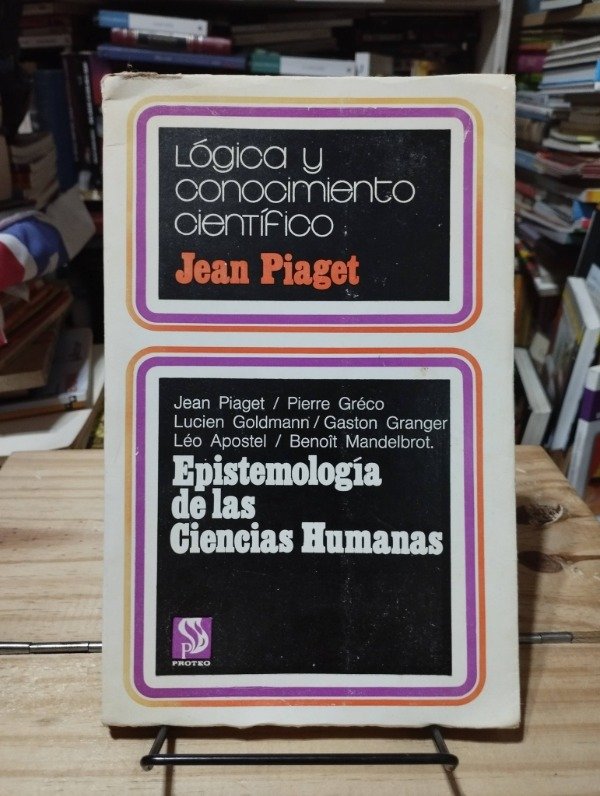 Lógica y
conocimiento
científico
Jean Piaget
Jean Piaget / Pierre Gréco
Lucien Goldmann / Gaston Granger
Léo Apostel / Benoît Mandelbrot.
Epistemología
de las
Ciencias Humanas
PROTEO